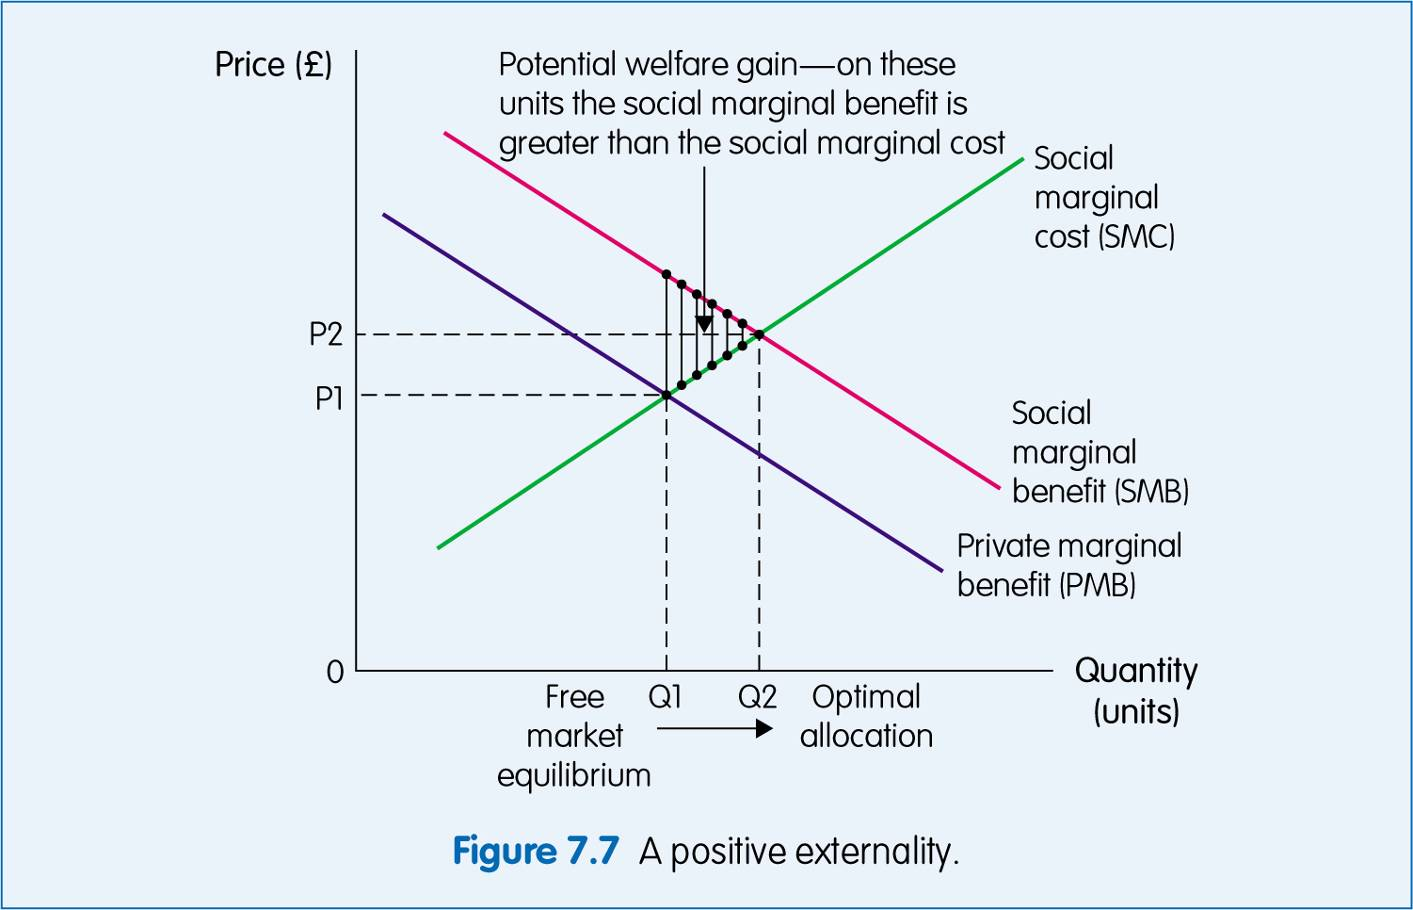 Price (£)
Potential welfare gain—on these
units the social marginal benefit is
greater than the social marginal cost
Social
marginal
cost (SMC)
P2
P1
Social
marginal
benefit (SMB)
Private marginal
benefit (PMB)
0
Quantity
(units)
Free
market
equilibrium
Q1
Q2
Optimal
allocation
Figure 7.7 A positive externality.